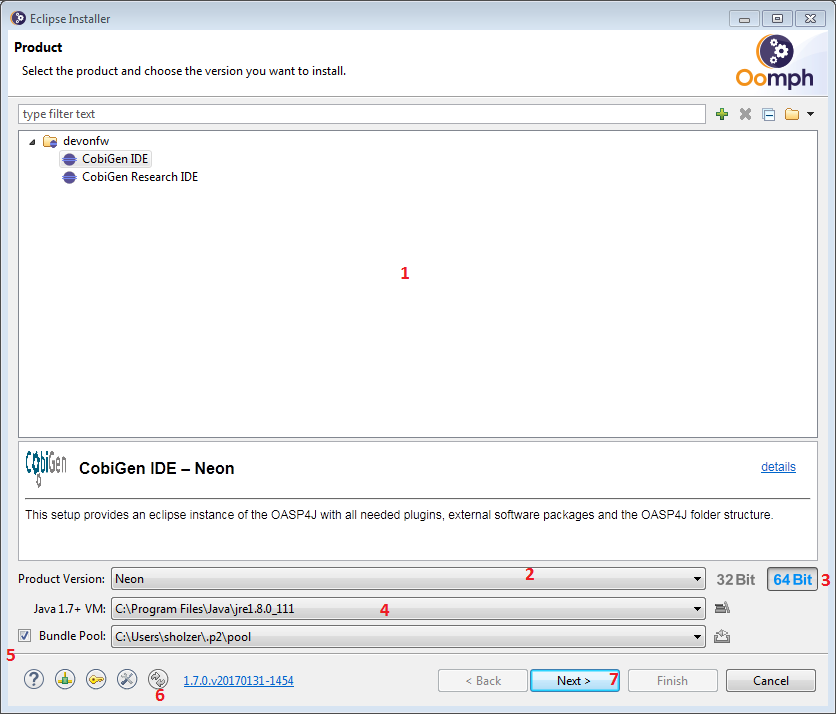 Eclipse Installer
Product
Select the product and choose the version you want to install.
Oomph
type filter text
devonfw
CobiGen IDE
CobiGen Research IDE
1
CobiGen
CobiGen IDE – Neon
details
This setup provides an eclipse instance of the OASP4J with all needed plugins, external software packages and the OASP4J folder structure.
Product Version: Neon 2 32 Bit 64 Bit 3
Java 1.7+ VM: C:\Program Files\Java\jre1.8.0_111 4
Bundle Pool: C:\Users\sholzer\.p2\pool
5
? 6 1.7.0.v20170131-1454 < Back Next > 7 Finish Cancel